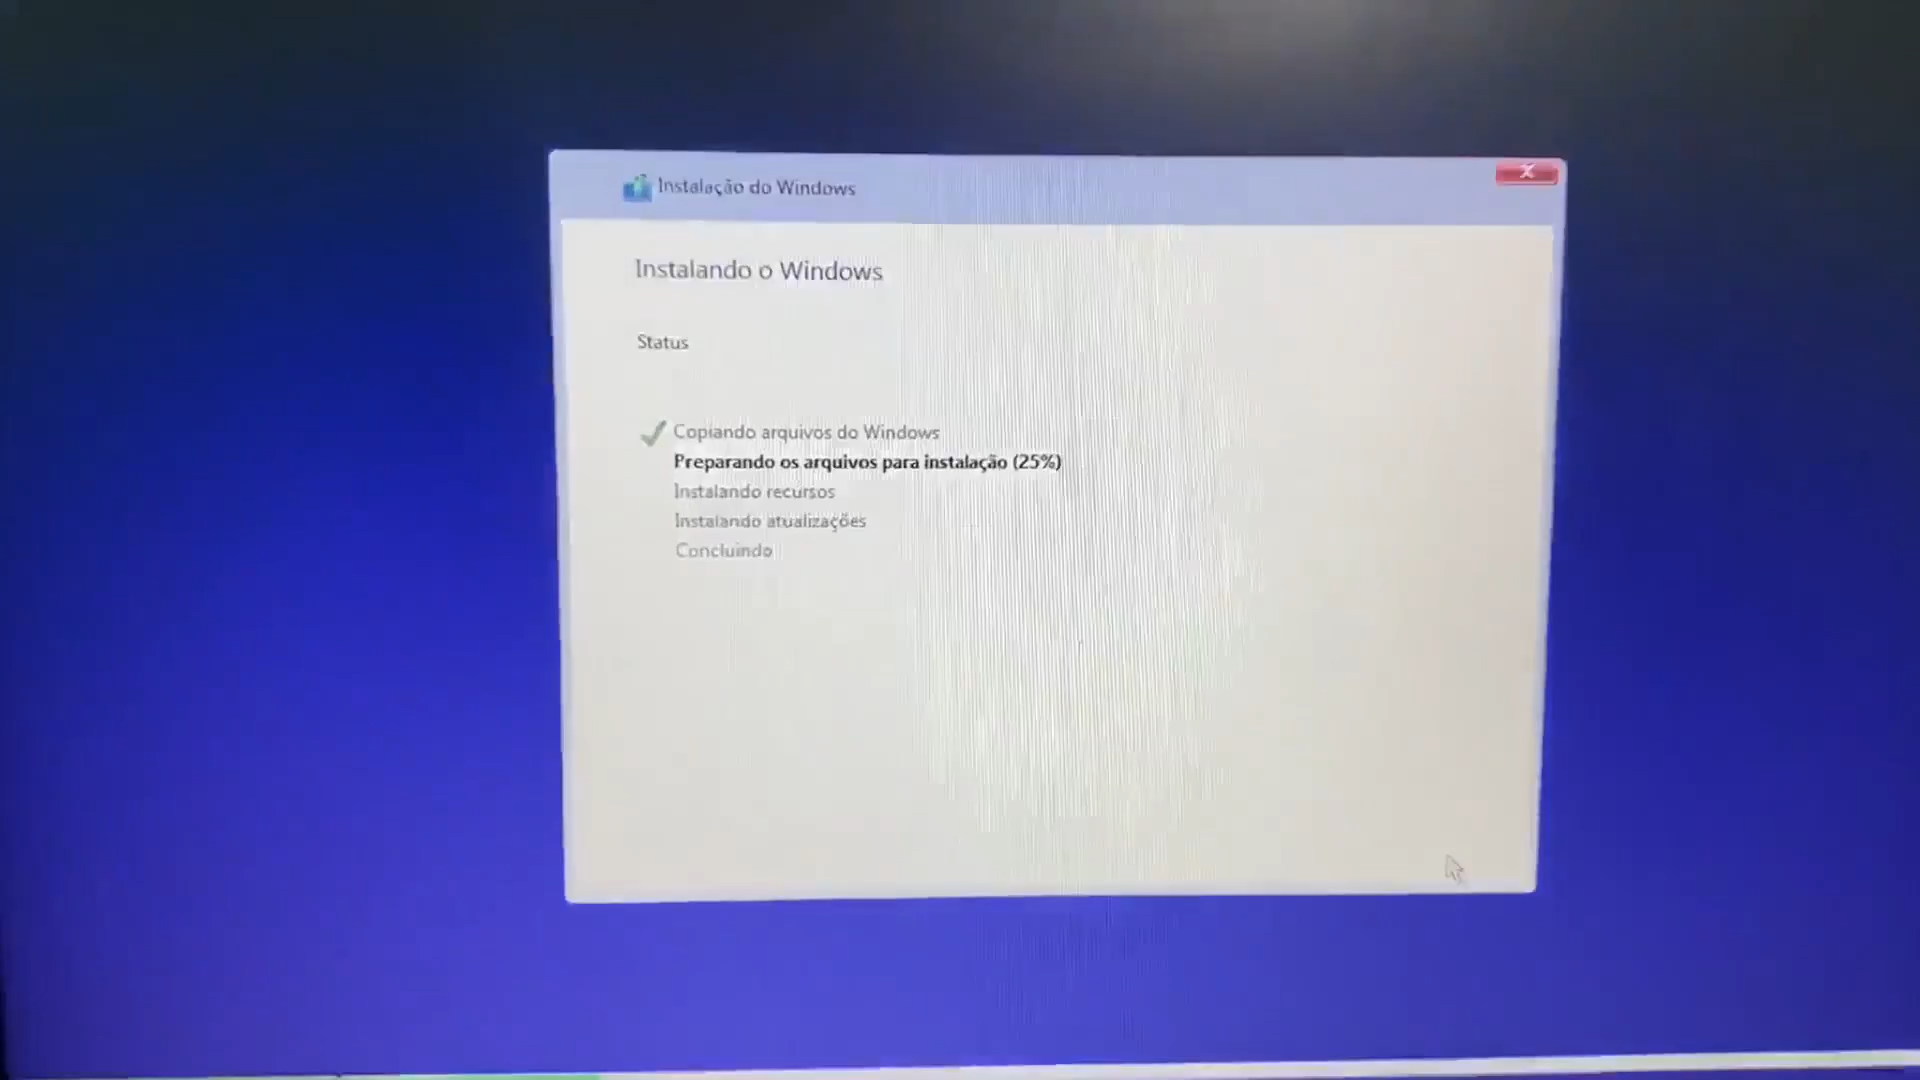 Instalação do Windows
Instalando o Windows
Status
Copiando arquivos do Windows
Preparando os arquivos para instalação (25%)
Instalando recursos
Instalando atualizações
Concluindo